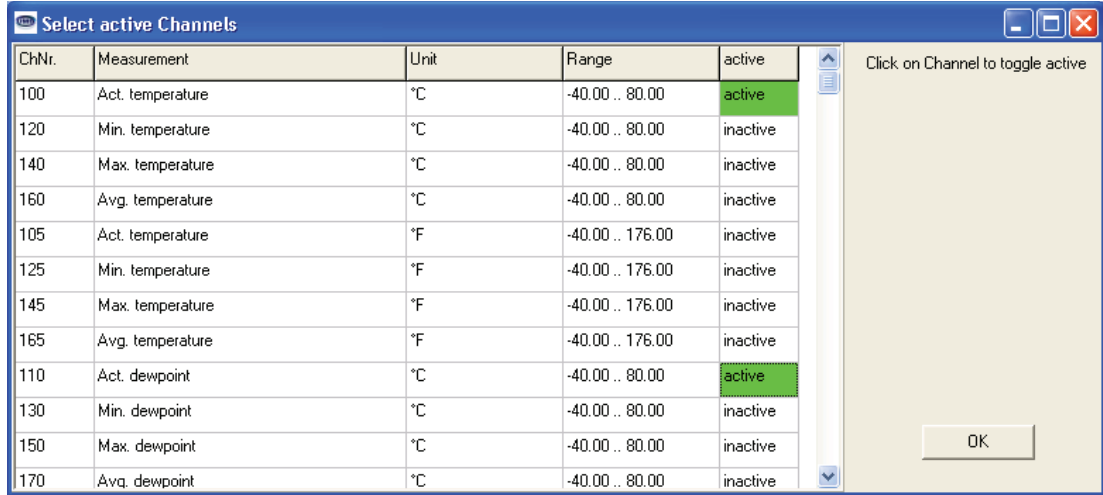 Select active Channels
ChNr. Measurement Unit Range active
Click on Channel to toggle active
100 Act. temperature °C -40.00 .. 80.00 active
120 Min. temperature °C -40.00 .. 80.00 inactive
140 Max. temperature °C -40.00 .. 80.00 inactive
160 Avg. temperature °C -40.00 .. 80.00 inactive
105 Act. temperature °F -40.00 .. 176.00 inactive
125 Min. temperature °F -40.00 .. 176.00 inactive
145 Max. temperature °F -40.00 .. 176.00 inactive
165 Avg. temperature °F -40.00 .. 176.00 inactive
110 Act. dewpoint °C -40.00 .. 80.00 active
130 Min. dewpoint °C -40.00 .. 80.00 inactive
150 Max. dewpoint °C -40.00 .. 80.00 inactive
OK
170 Avg. dewpoint °C -40.00 .. 80.00 inactive